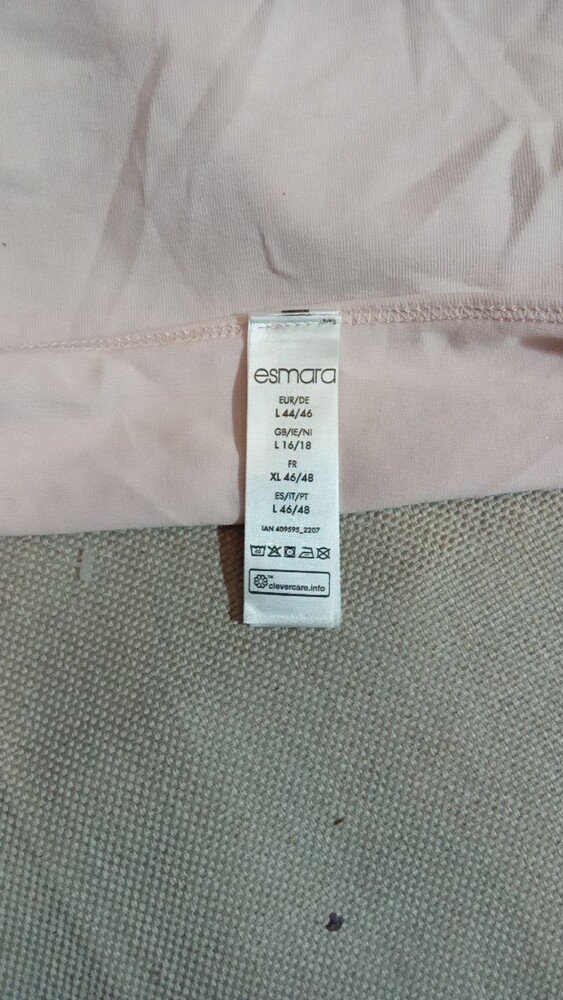 esmara
EUR/DE
L 44/46
GB/IE/NI
L 16/18
FR
XL 46/48
ES/IT/PT
L 46/48
IAN 409595_2207
40
clevercare.info